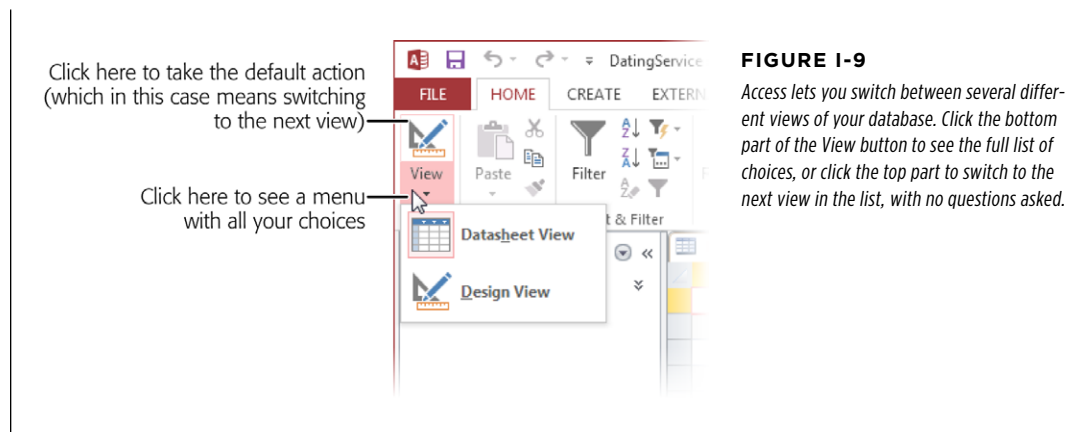 Click here to take the default action
(which in this case means switching
to the next view)
Click here to see a menu
with all your choices
DatingService
FILE
HOME
CREATE
EXTERN
View
Paste
Filter
t & Filter
Datasheet View
Design View
FIGURE I-9
Access lets you switch between several differ-
ent views of your database. Click the bottom
part of the View button to see the full list of
choices, or click the top part to switch to the
next view in the list, with no questions asked.